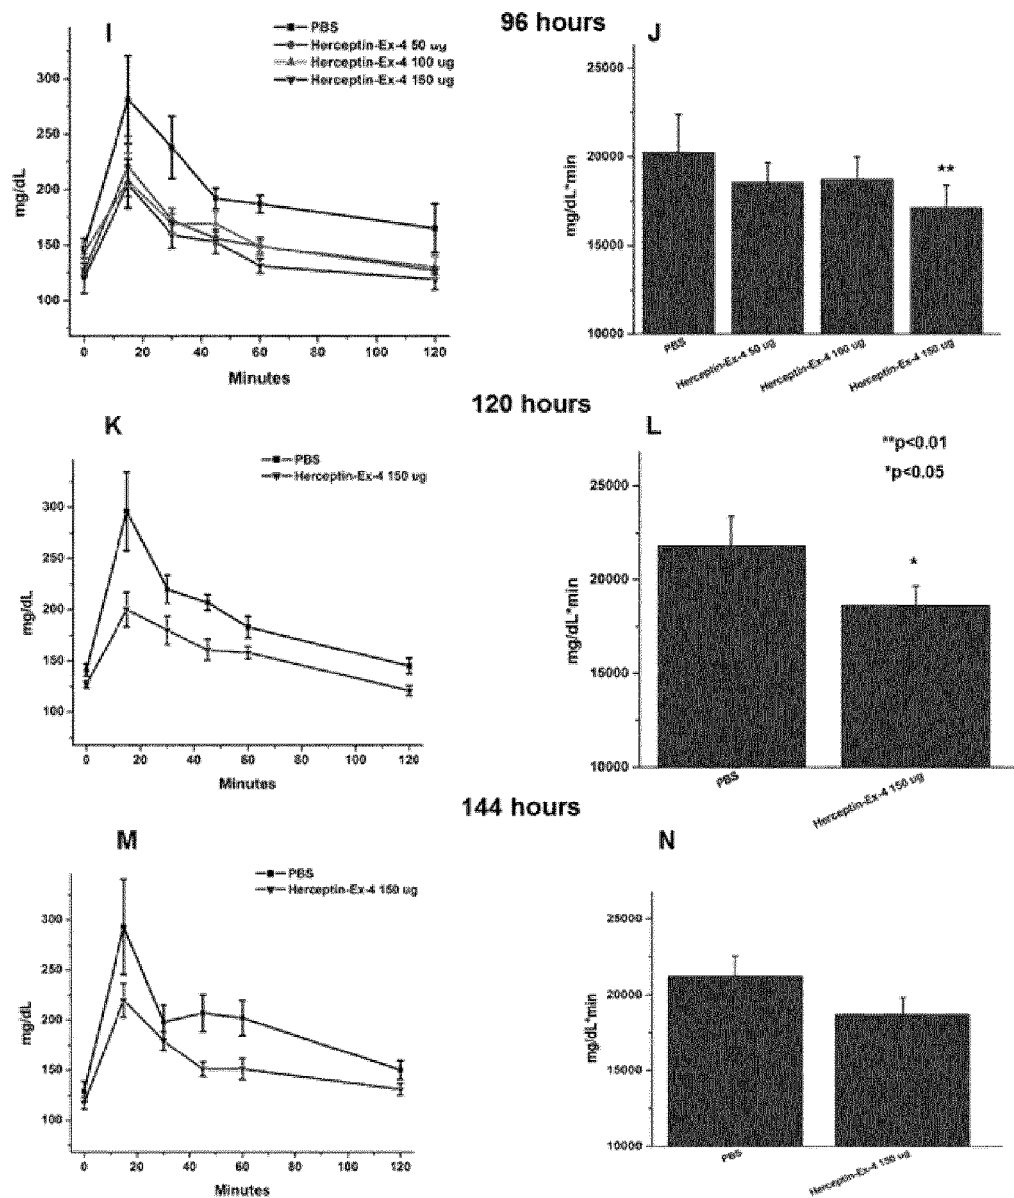 96 hours
I
PBS
Herceptin-Ex-4 50 ug
Herceptin-Ex-4 100 ug
Herceptin-Ex-4 150 ug
300
250
200
150
100
mg/dL
0 20 40 60 80 100 120
Minutes
J
25000
20000
15000
10000
mg/dL*min
**
PBS
Herceptin-Ex-4 50 ug
Herceptin-Ex-4 100 ug
Herceptin-Ex-4 150 ug
120 hours
K
PBS
Herceptin-Ex-4 150 ug
300
250
200
150
100
mg/dL
0 20 40 60 80 100 120
Minutes
L
**p<0.01
*p<0.05
25000
20000
15000
10000
mg/dL*min
*
PBS
Herceptin-Ex-4 150 ug
144 hours
M
PBS
Herceptin-Ex-4 150 ug
300
250
200
150
100
mg/dL
0 20 40 60 80 100 120
Minutes
N
25000
20000
15000
10000
mg/dL*min
PBS
Herceptin-Ex-4 150 ug